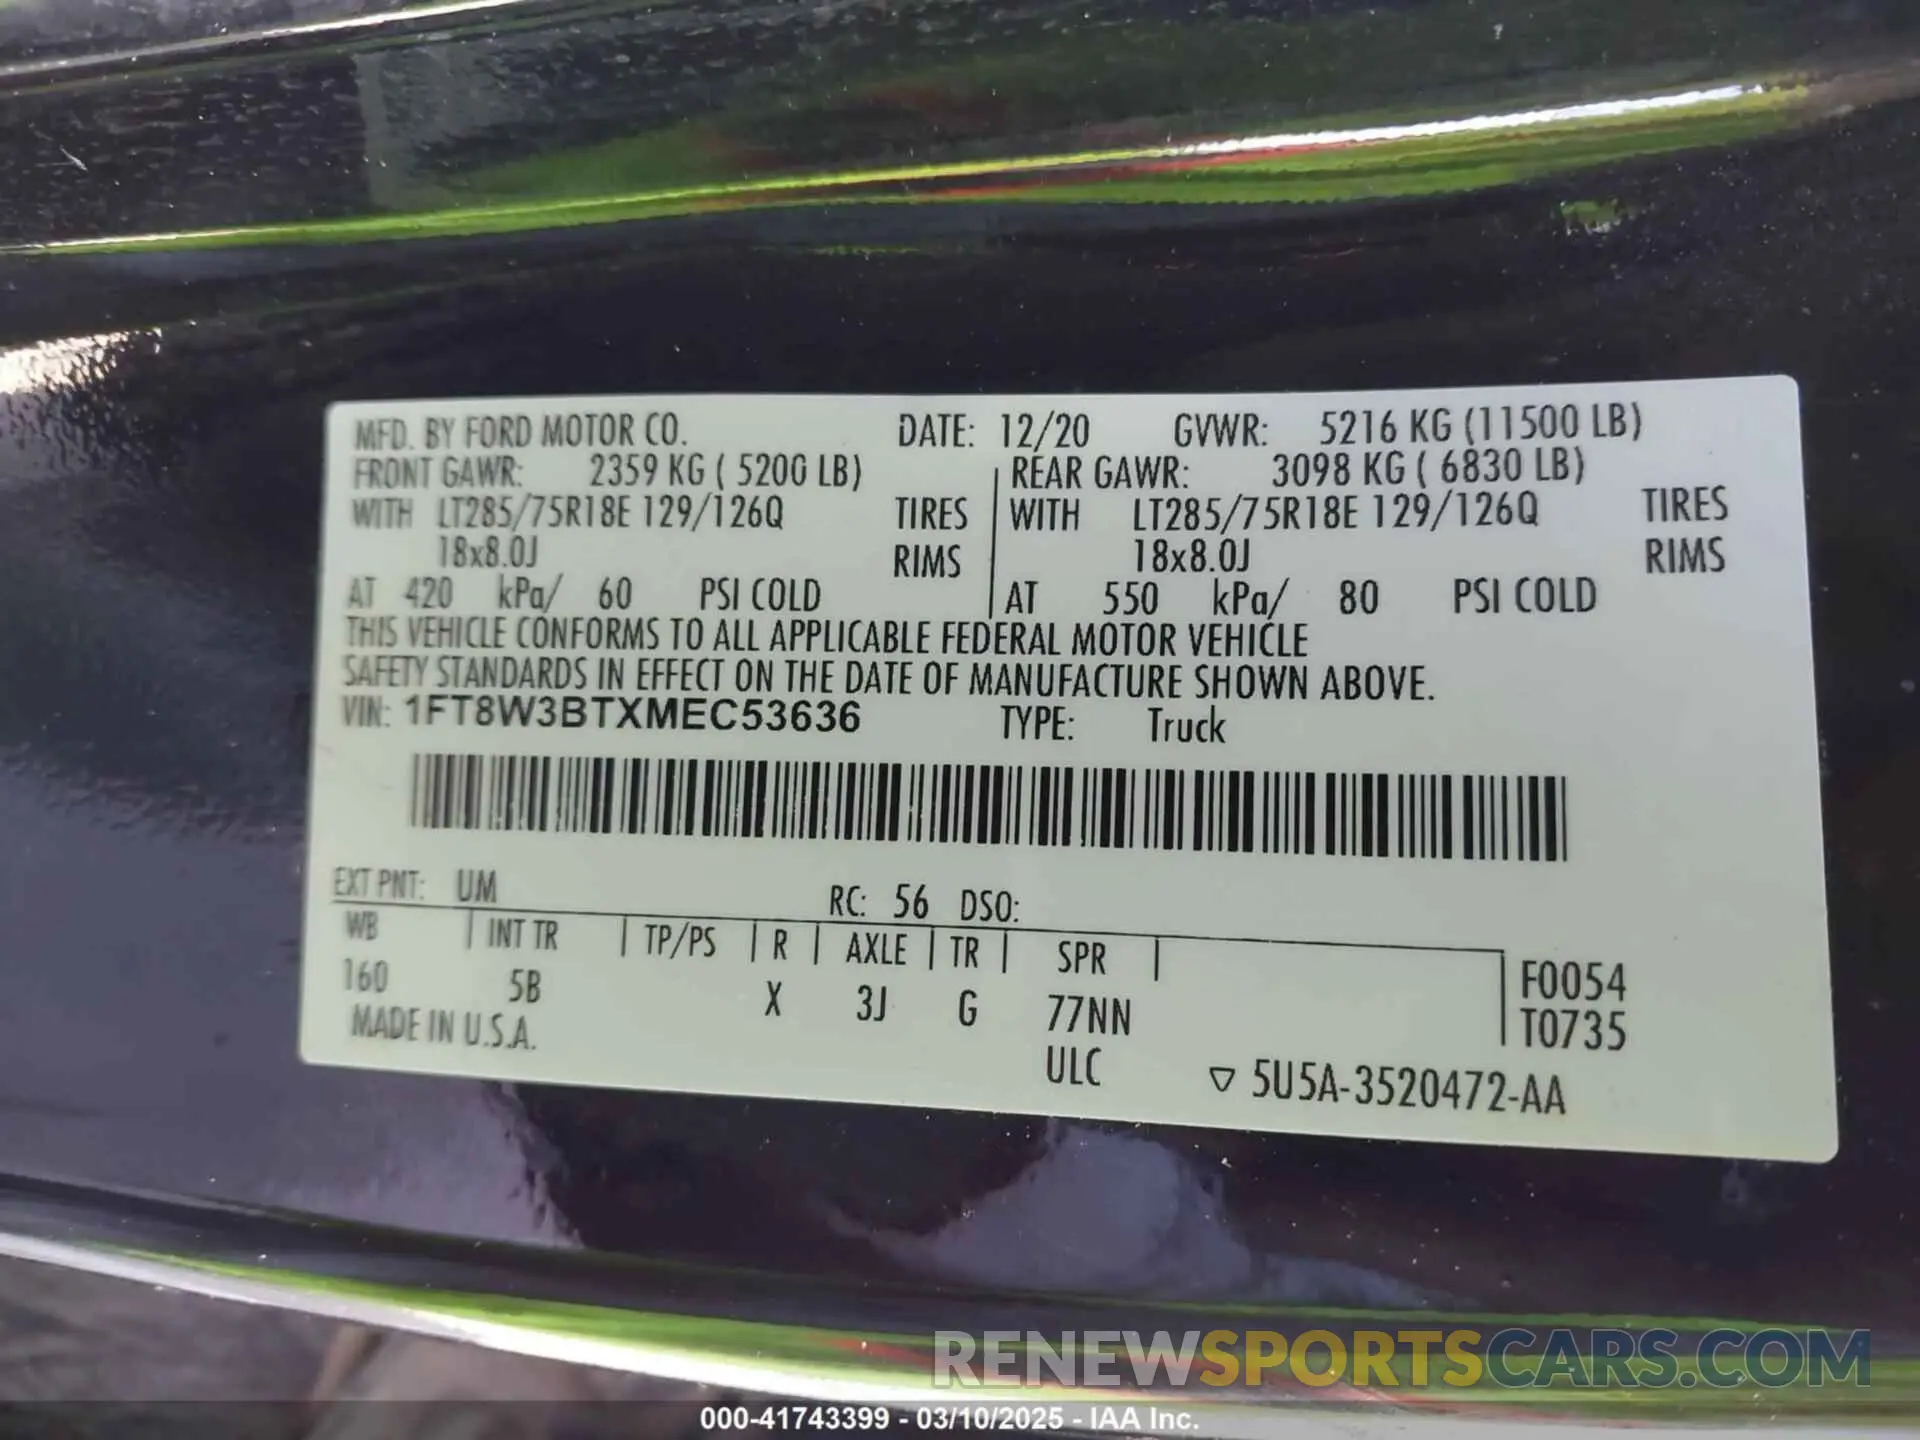 MFD. BY FORD MOTOR CO. DATE: 12/20 GVWR: 5216 KG (11500 LB)
FRONT GAWR: 2359 KG ( 5200 LB) REAR GAWR: 3098 KG ( 6830 LB)
WITH LT285/75R18E 129/126Q TIRES WITH LT285/75R18E 129/126Q TIRES
18x8.0J RIMS 18x8.0J RIMS
AT 420 kPa/ 60 PSI COLD AT 550 kPa/ 80 PSI COLD
THIS VEHICLE CONFORMS TO ALL APPLICABLE FEDERAL MOTOR VEHICLE
SAFETY STANDARDS IN EFFECT ON THE DATE OF MANUFACTURE SHOWN ABOVE.
VIN: 1FT8W3BTXMEC53636 TYPE: Truck
EXT PNT: UM RC: 56 DSO:
WB INT TR TP/PS R AXLE TR SPR
160 5B X 3J G 77NN F0054
MADE IN U.S.A. ULC T0735
▽ 5U5A-3520472-AA
RENEWSPORTSCARS.COM
000-41743399 - 03/10/2025 - IAA Inc.